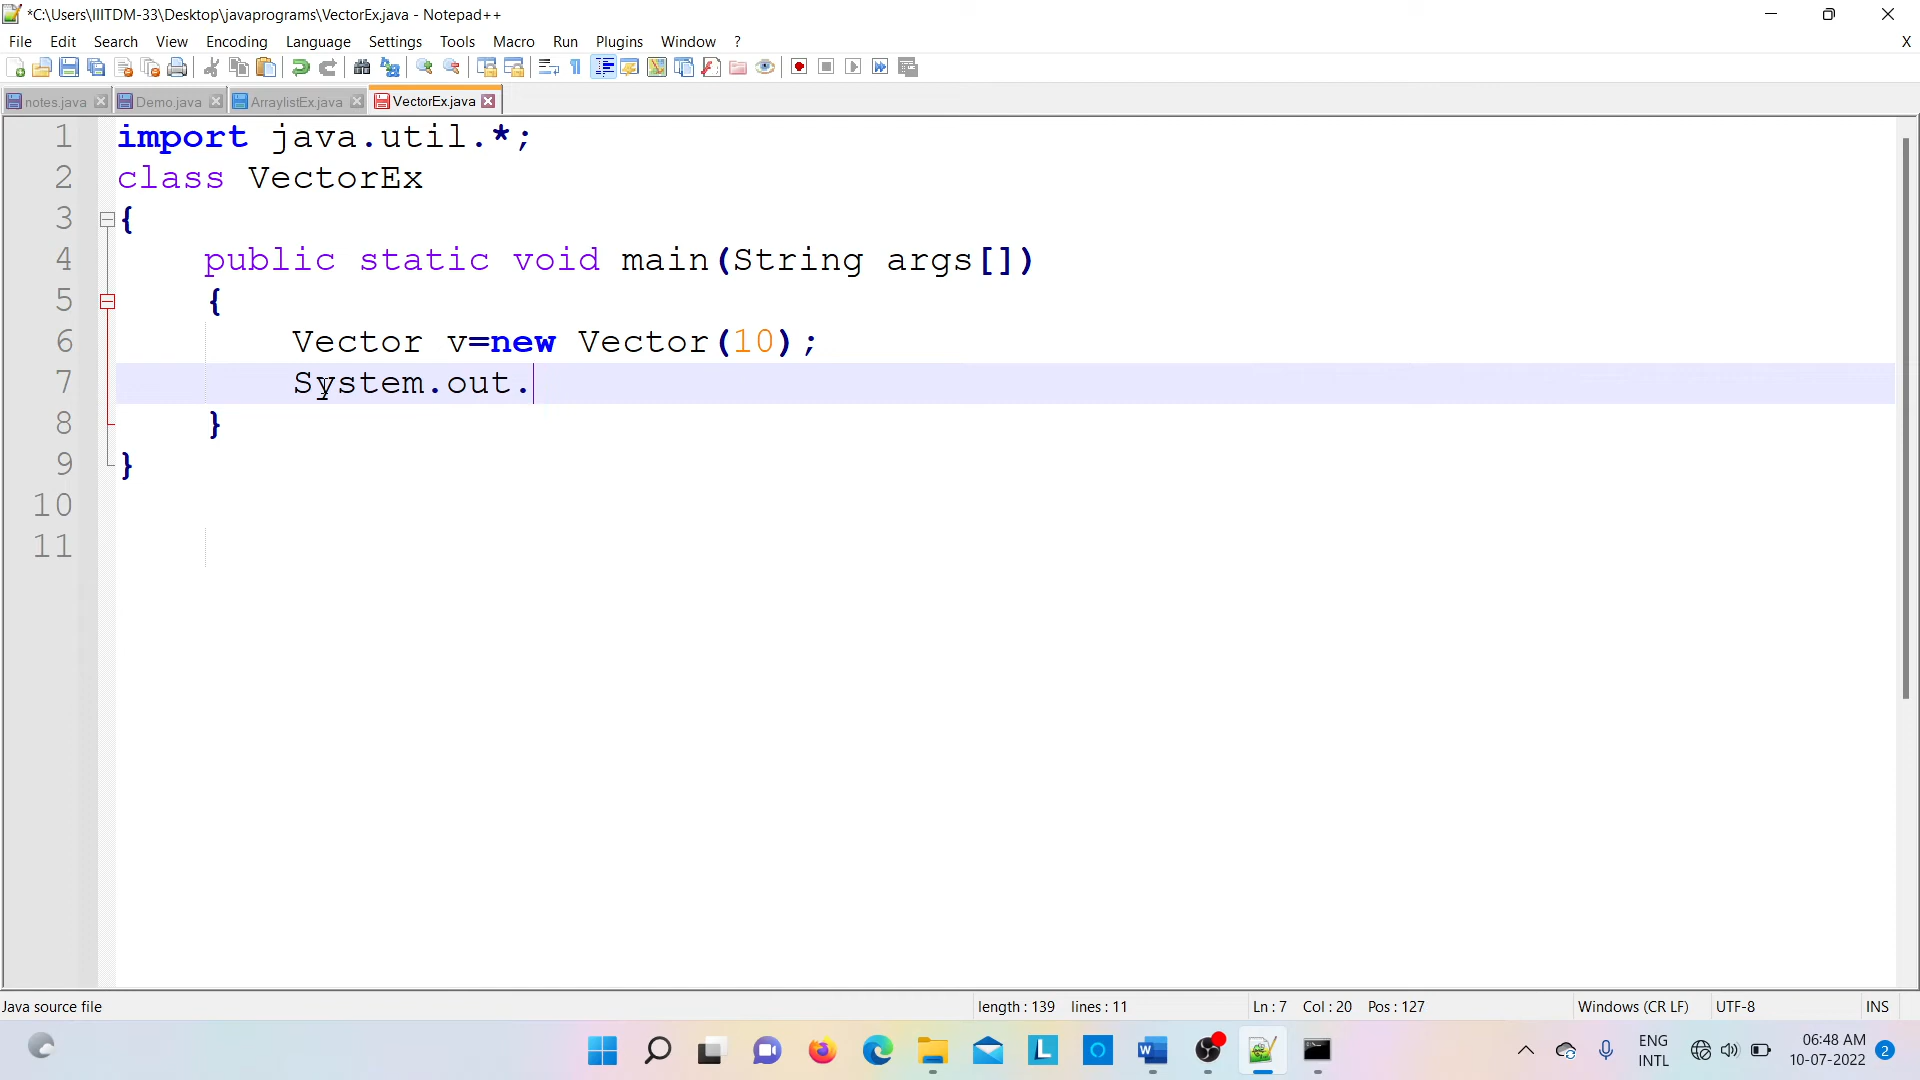 *C:\Users\IIITDM-33\Desktop\javaprograms\VectorEx.java - Notepad++
File Edit Search View Encoding Language Settings Tools Macro Run Plugins Window ? X
notes.java Demo.java ArraylistEx.java VectorEx.java
1 import java.util.*;
2 class VectorEx
3 {
4 public static void main(String args[])
5 {
6 Vector v=new Vector(10);
7 System.out.
8 }
9 }
10
11
Java source file length : 139 lines : 11 Ln : 7 Col : 20 Pos : 127 Windows (CR LF) UTF-8 INS
ENG 06:48 AM
INTL 10-07-2022 2